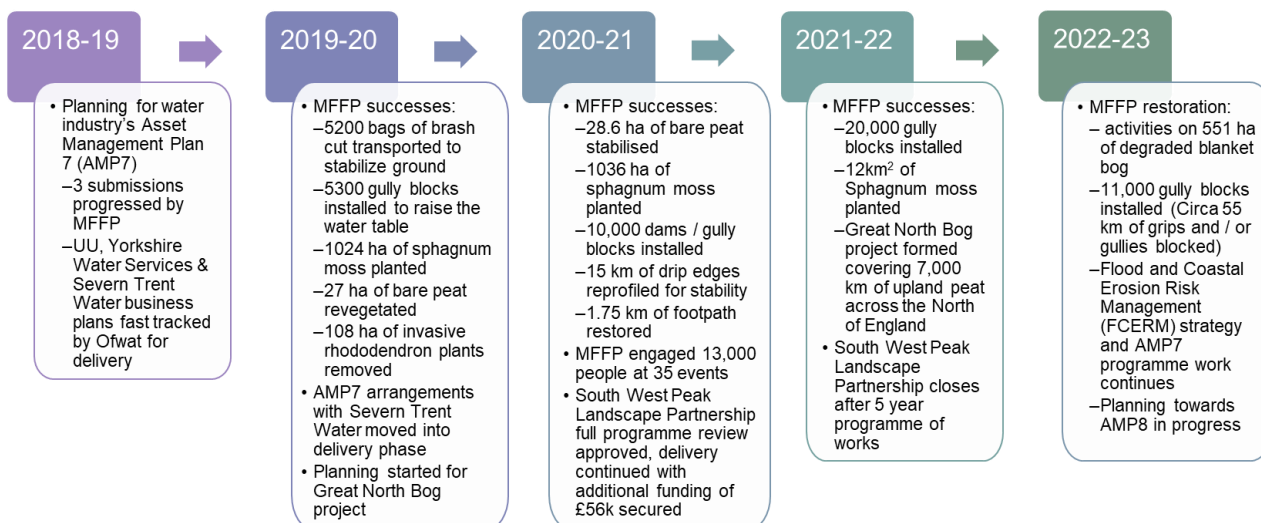 2018-19
• Planning for water
industry's Asset
Management Plan
7 (AMP7)
–3 submissions
progressed by
MFFP
–UU, Yorkshire
Water Services &
Severn Trent
Water business
plans fast tracked
by Ofwat for
delivery
2019-20
• MFFP successes:
–5200 bags of brash
cut transported to
stabilize ground
–5300 gully blocks
installed to raise the
water table
–1024 ha of sphagnum
moss planted
–27 ha of bare peat
revegetated
–108 ha of invasive
rhododendron plants
removed
• AMP7 arrangements
with Severn Trent
Water moved into
delivery phase
• Planning started for
Great North Bog
project
2020-21
• MFFP successes:
–28.6 ha of bare peat
stabilised
–1036 ha of
sphagnum moss
planted
–10,000 dams / gully
blocks installed
–15 km of drip edges
reprofiled for stability
–1.75 km of footpath
restored
• MFFP engaged 13,000
people at 35 events
• South West Peak
Landscape Partnership
full programme review
approved, delivery
continued with
additional funding of
£56k secured
2021-22
• MFFP successes:
–20,000 gully
blocks installed
–12km² of
Sphagnum moss
planted
–Great North Bog
project formed
covering 7,000
km of upland peat
across the North
of England
• South West Peak
Landscape
Partnership closes
after 5 year
programme of
works
2022-23
• MFFP restoration:
– activities on 551 ha
of degraded blanket
bog
–11,000 gully blocks
installed (Circa 55
km of grips and / or
gullies blocked)
–Flood and Coastal
Erosion Risk
Management
(FCERM) strategy
and AMP7
programme work
continues
–Planning towards
AMP8 in progress